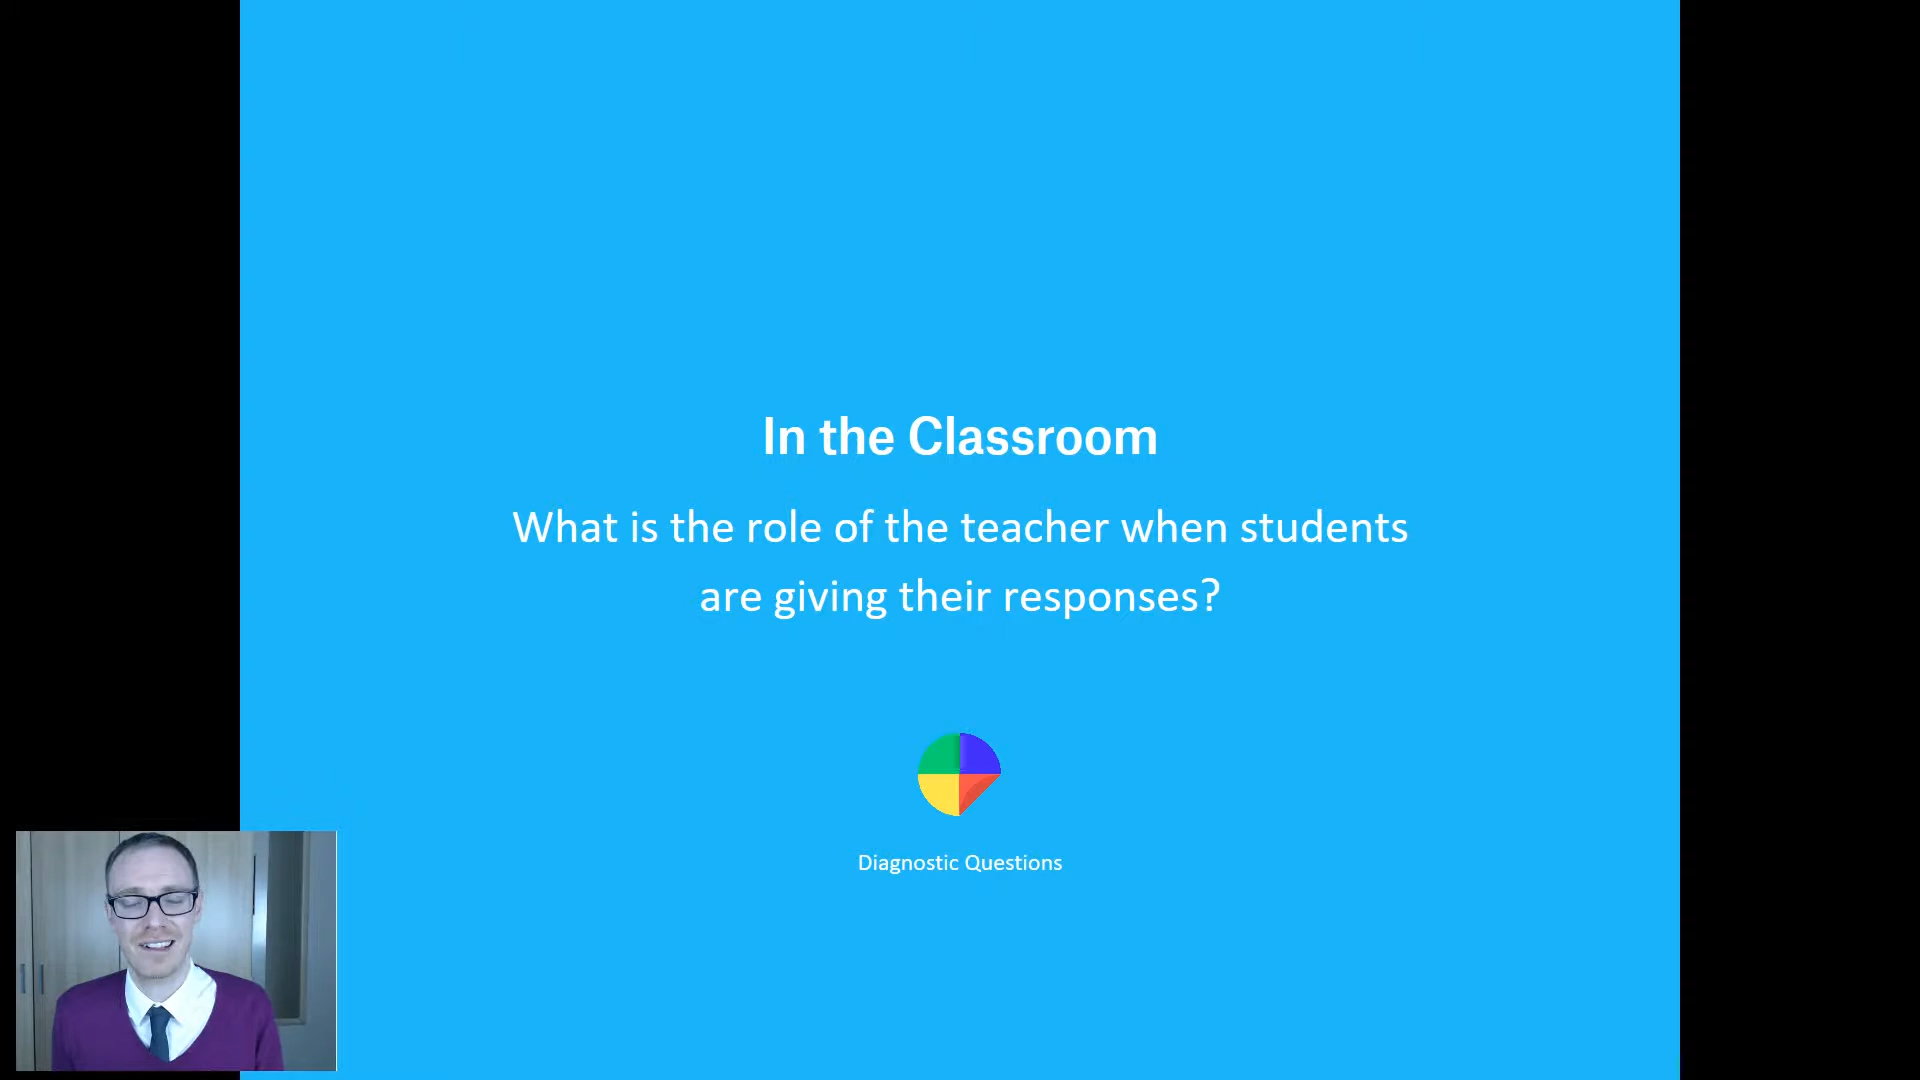 In the Classroom
What is the role of the teacher when students
are giving their responses?
Diagnostic Questions